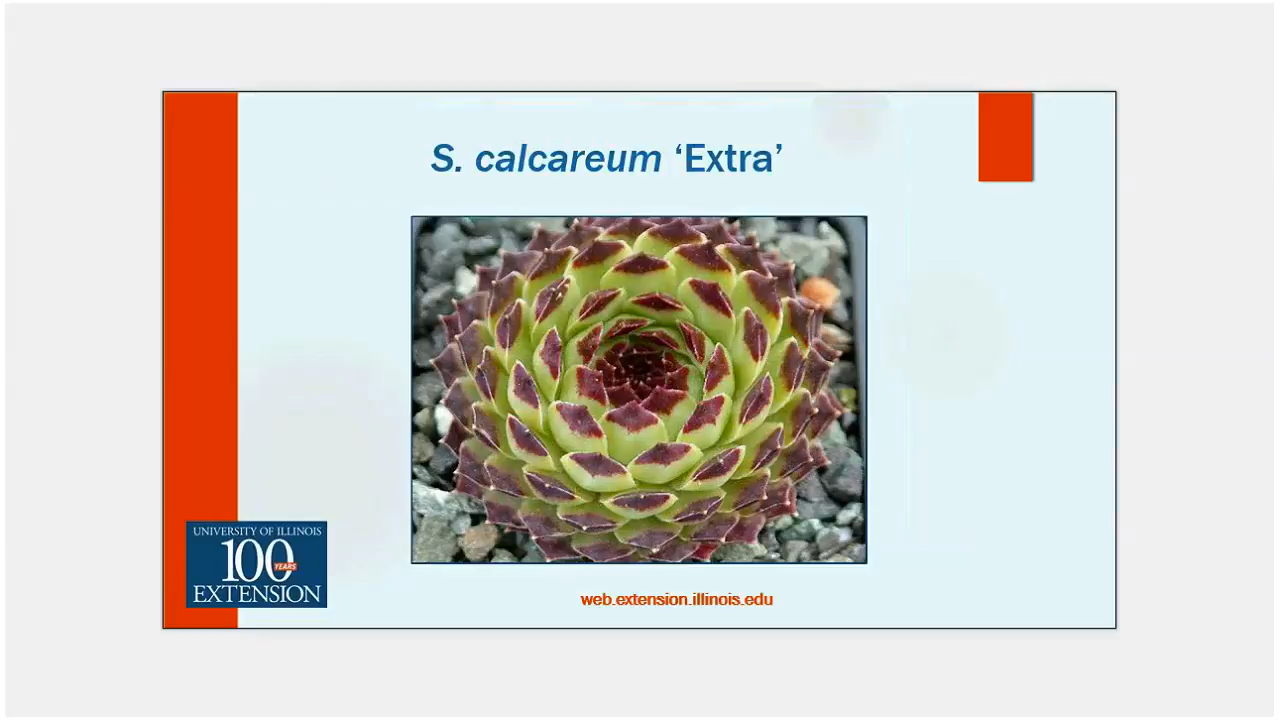 S. calcareum ‘Extra’
UNIVERSITY OF ILLINOIS
100 YEARS
EXTENSION
web.extension.illinois.edu